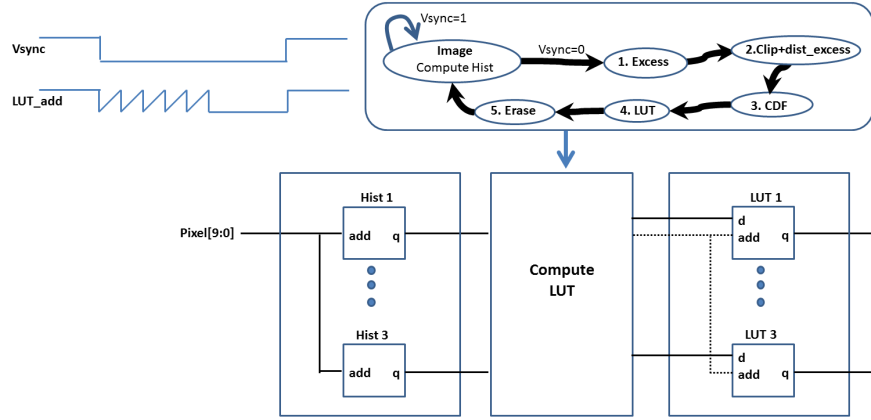 Vsync
LUT_add
Vsync=1
Image
Compute Hist
Vsync=0
1. Excess
2.Clip+dist_excess
3. CDF
4. LUT
5. Erase
Pixel[9:0]
Hist 1
add q
Hist 3
add q
Compute
LUT
LUT 1
d
add q
LUT 3
d
add q